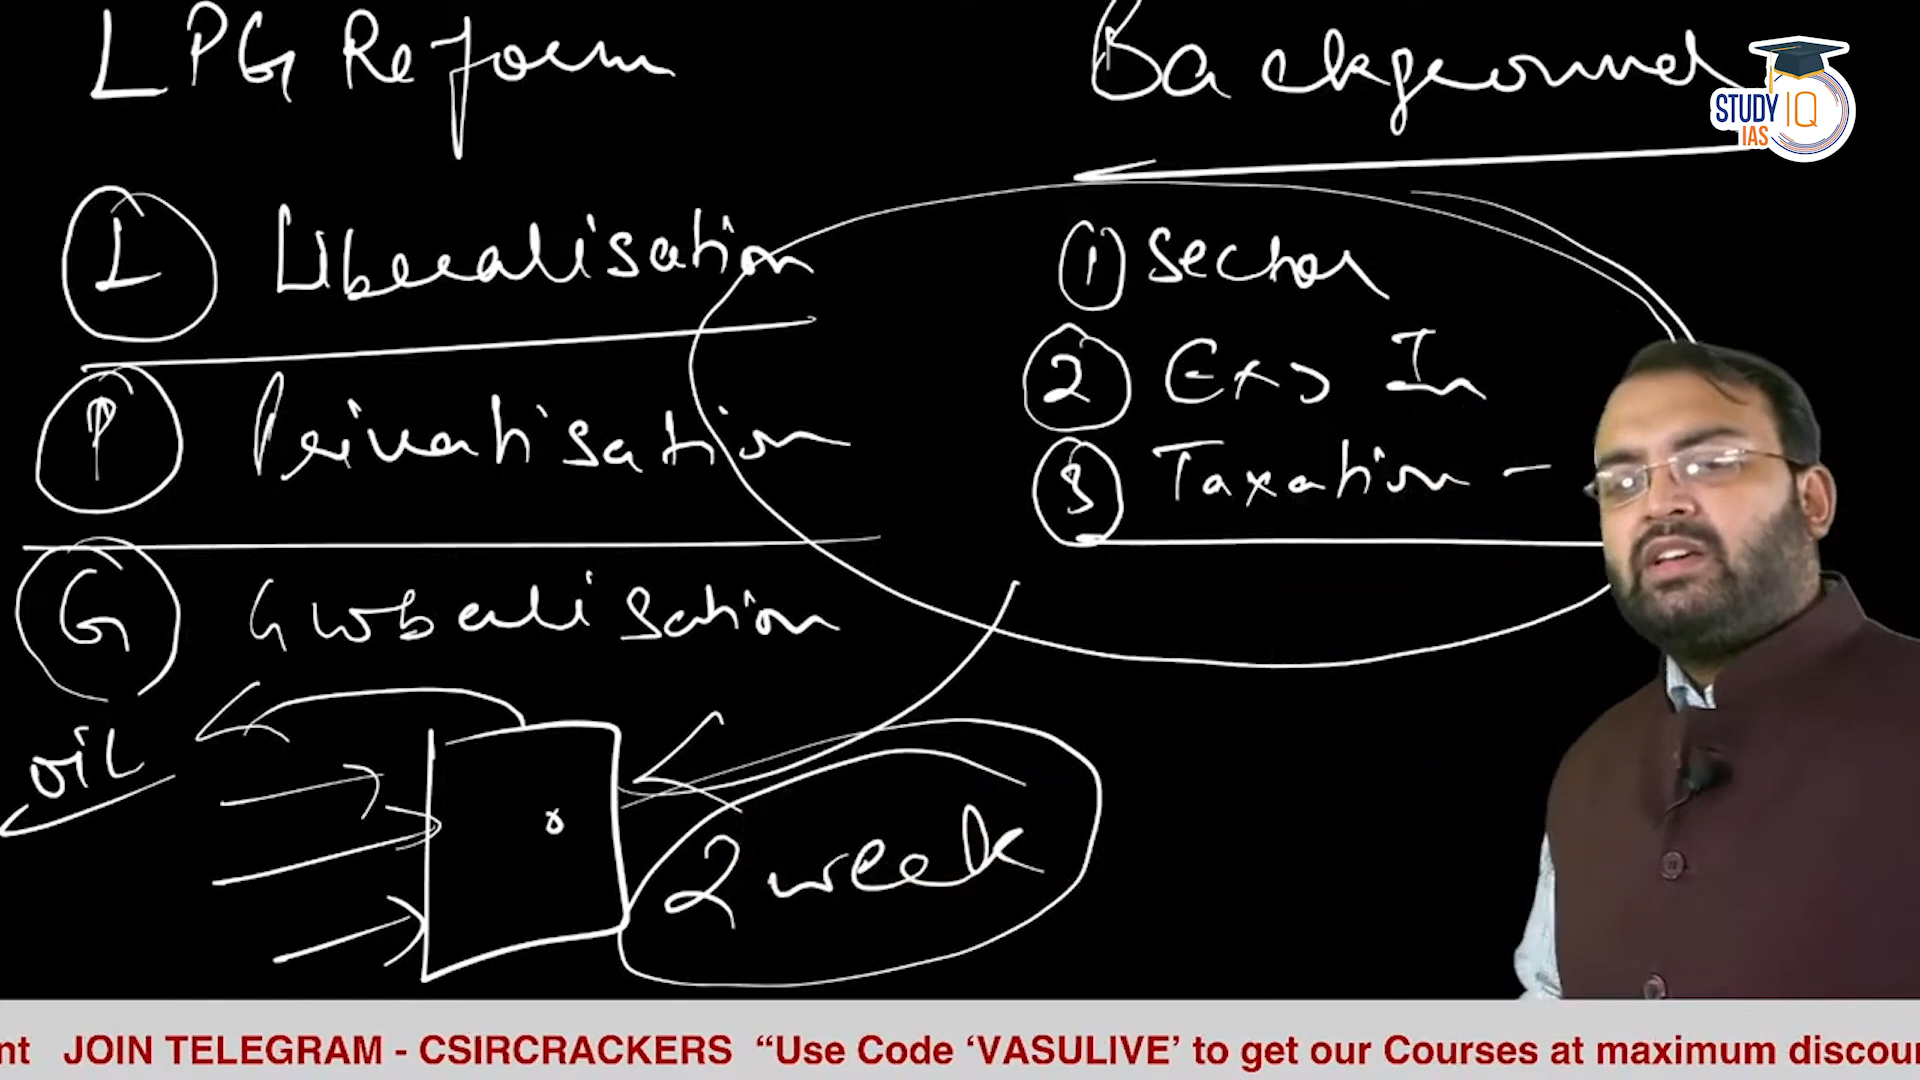 LPG Reform
Background
STUDY IQ
IAS
L Liberalisation
P Privatisation
G Globalisation
1 Sector
2 In
3 Taxation -
oil
2 week
nt JOIN TELEGRAM - CSIRCRACKERS “Use Code ‘VASULIVE’ to get our Courses at maximum discou